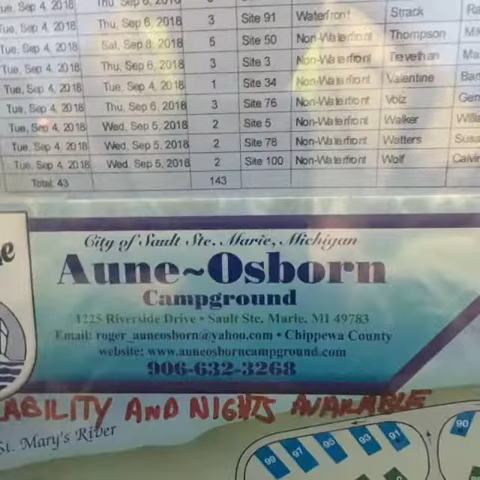 Tue, Sep 4, 2018 Thu, Sep 6, 2018 3 Site 91 Waterfront Strack
Tue, Sep 4, 2018 Sat, Sep 8, 2018 5 Site 50 Non-Waterfront Thompson
Tue, Sep 4, 2018 Thu, Sep 6, 2018 3 Site 3 Non-Waterfront Trevethan
Tue, Sep 4, 2018 Tue, Sep 4, 2018 1 Site 34 Non-Waterfront Valentine
Tue, Sep 4, 2018 Thu, Sep 6, 2018 3 Site 76 Non-Waterfront Volz
Tue, Sep 4, 2018 Wed, Sep 5, 2018 2 Site 5 Non-Waterfront Walker
Tue, Sep 4, 2018 Wed, Sep 5, 2018 2 Site 78 Non-Waterfront Watters
Tue, Sep 4, 2018 Wed, Sep 5, 2018 2 Site 100 Non-Waterfront Wolf
Total: 43 143
City of Sault Ste. Marie, Michigan
Aune~Osborn
Campground
1225 Riverside Drive • Sault Ste. Marie, MI 49783
Email: roger_auneosborn@yahoo.com • Chippewa County
website: www.auneosborncampground.com
906-632-3268
ABILITY AND NIGHTS AVAILABLE
St. Mary's River
99 97 95 93 91 90